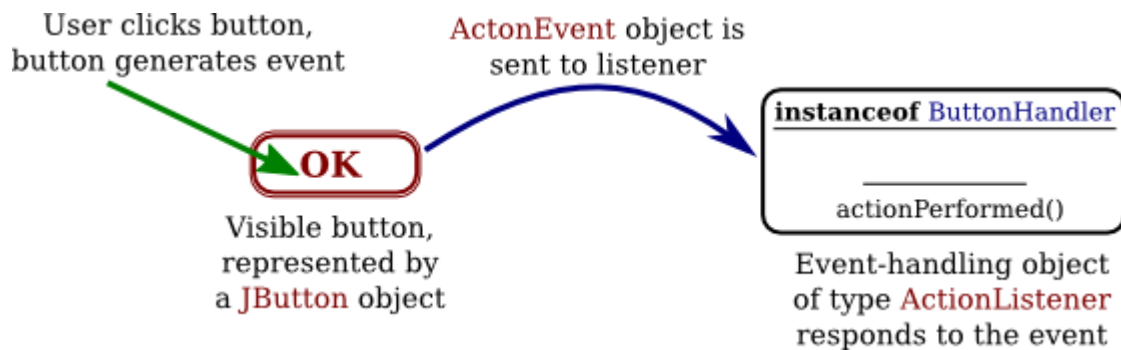 User clicks button,
button generates event
ActonEvent object is
sent to listener
OK
Visible button,
represented by
a JButton object
instanceof ButtonHandler
actionPerformed()
Event-handling object
of type ActionListener
responds to the event